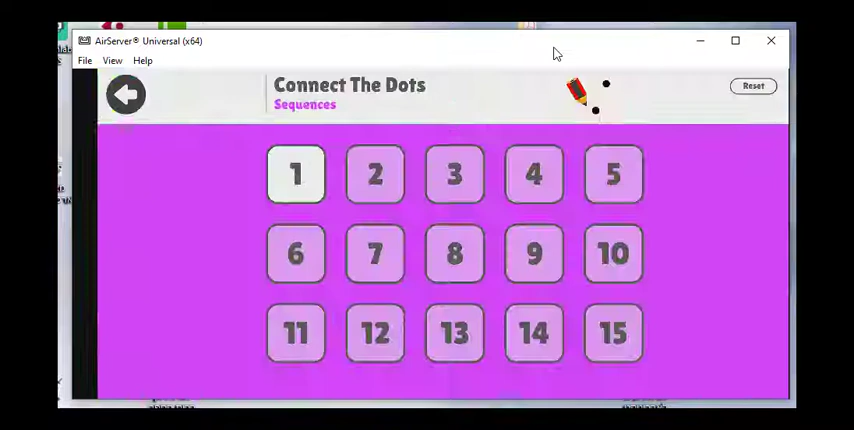 AirServer® Universal (x64)
File View Help
Connect The Dots
Sequences
Reset
1 2 3 4 5
6 7 8 9 10
11 12 13 14 15